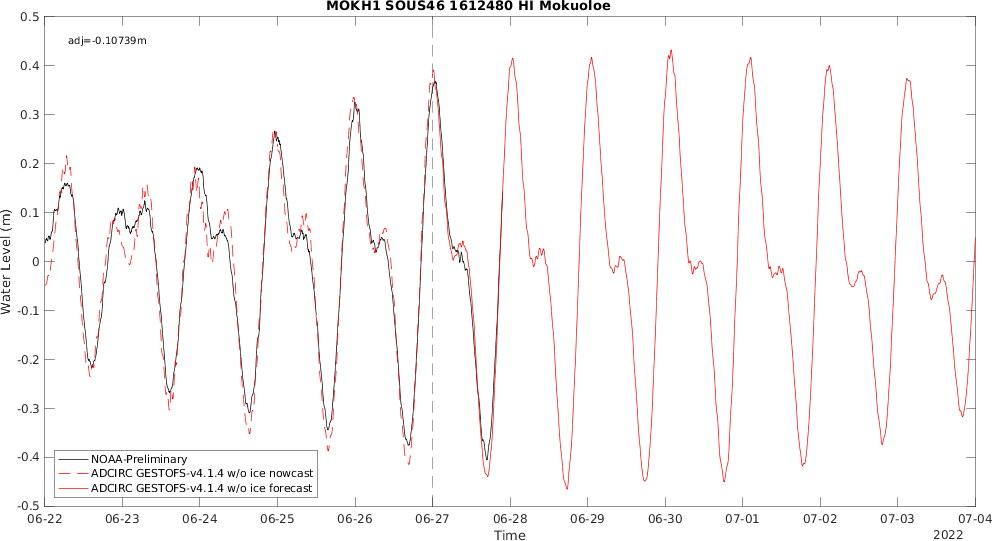 MOKH1 SOUS46 1612480 HI Mokuoloe
adj=-0.10739m
Water Level (m)
0.5
0.4
0.3
0.2
0.1
0
-0.1
-0.2
-0.3
-0.4
-0.5
NOAA-Preliminary
ADCIRC GESTOFS-v4.1.4 w/o ice nowcast
ADCIRC GESTOFS-v4.1.4 w/o ice forecast
06-22 06-23 06-24 06-25 06-26 06-27 06-28 06-29 06-30 07-01 07-02 07-03 07-04
Time
2022